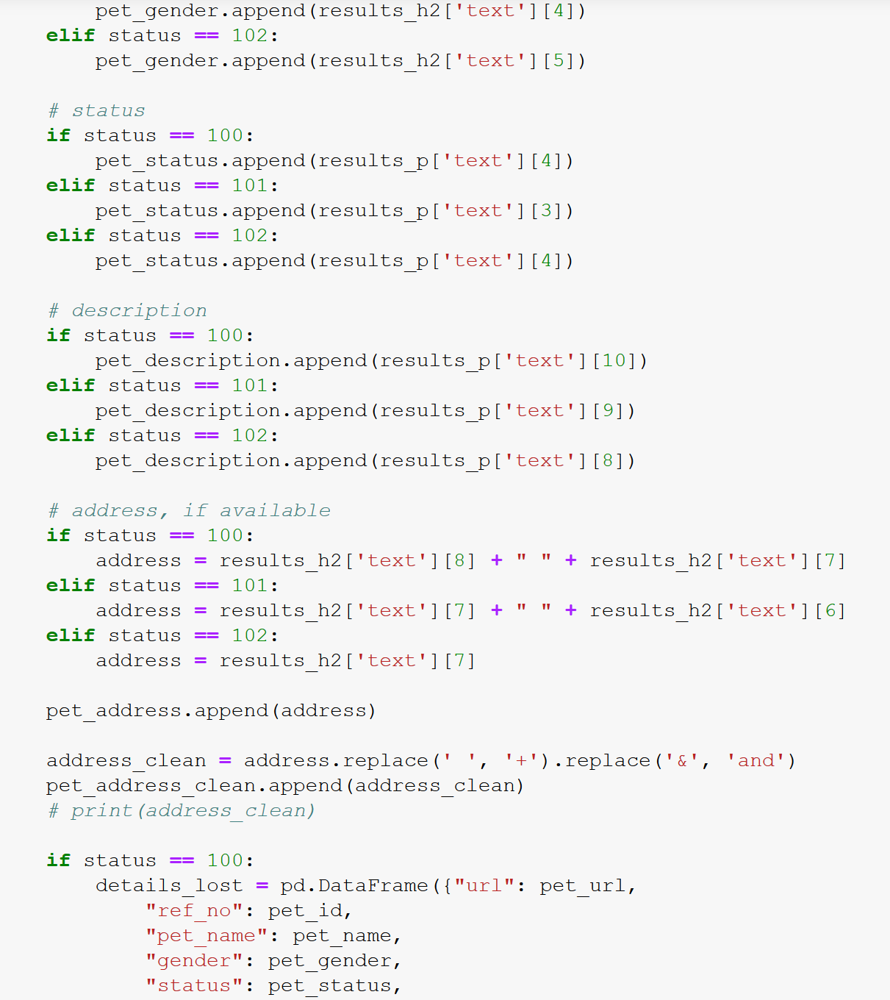 pet_gender.append(results_h2['text'][4])
elif status == 102:
pet_gender.append(results_h2['text'][5])
# status
if status == 100:
pet_status.append(results_p['text'][4])
elif status == 101:
pet_status.append(results_p['text'][3])
elif status == 102:
pet_status.append(results_p['text'][4])
# description
if status == 100:
pet_description.append(results_p['text'][10])
elif status == 101:
pet_description.append(results_p['text'][9])
elif status == 102:
pet_description.append(results_p['text'][8])
# address, if available
if status == 100:
address = results_h2['text'][8] + " " + results_h2['text'][7]
elif status == 101:
address = results_h2['text'][7] + " " + results_h2['text'][6]
elif status == 102:
address = results_h2['text'][7]
pet_address.append(address)
address_clean = address.replace(' ', '+').replace('&', 'and')
pet_address_clean.append(address_clean)
# print(address_clean)
if status == 100:
details_lost = pd.DataFrame({"url": pet_url,
"ref_no": pet_id,
"pet_name": pet_name,
"gender": pet_gender,
"status": pet_status,